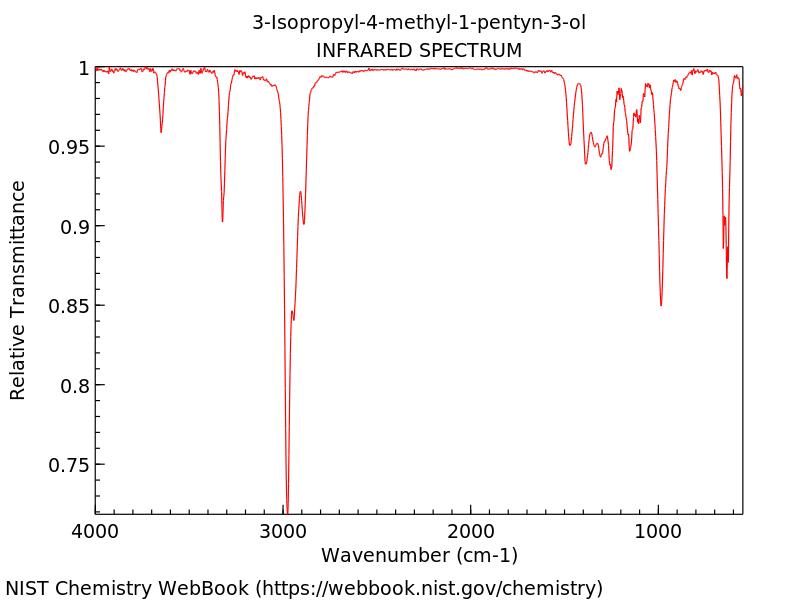 3-Isopropyl-4-methyl-1-pentyn-3-ol
INFRARED SPECTRUM
1
0.95
0.9
0.85
0.8
0.75
Relative Transmittance
4000 3000 2000 1000
Wavenumber (cm-1)
NIST Chemistry WebBook (https://webbook.nist.gov/chemistry)